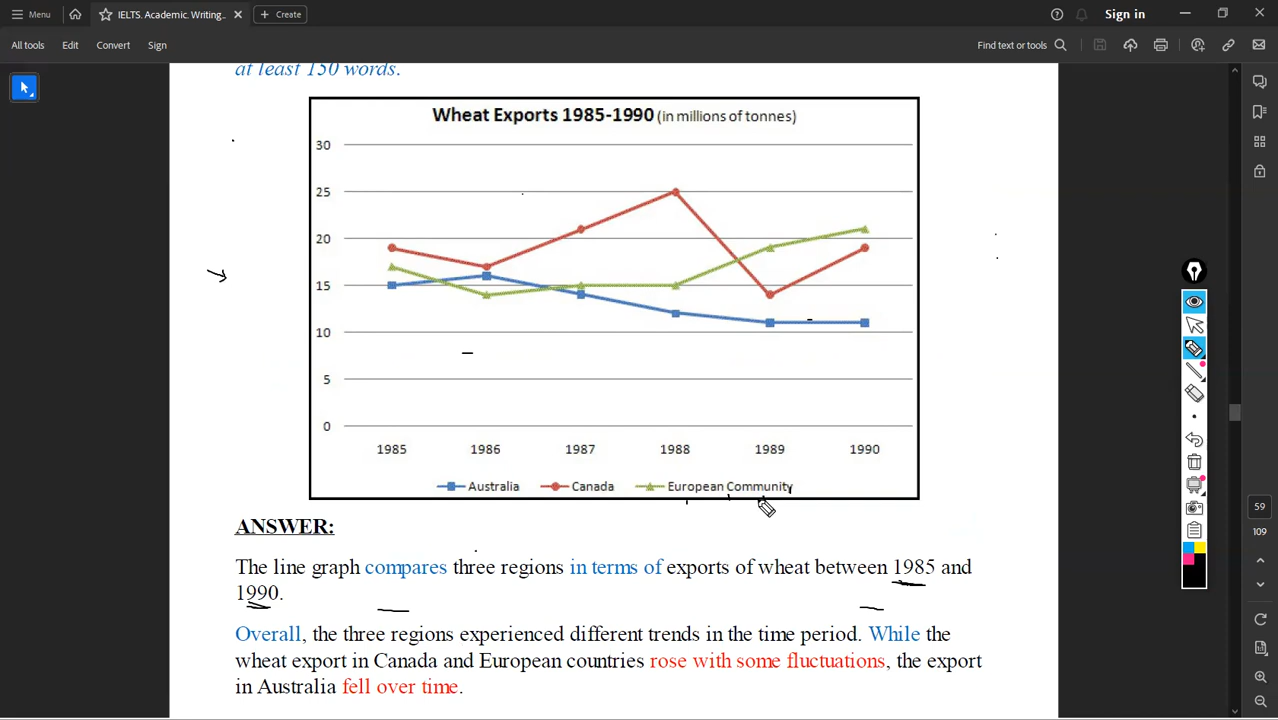 Menu
IELTS. Academic. Writing..
Create
Sign in
All tools
Edit
Convert
Sign
Find text or tools
at least 150 words.
Wheat Exports 1985-1990 (in millions of tonnes)
30
25
20
15
10
5
0
1985 1986 1987 1988 1989 1990
Australia Canada European Community
59
109
ANSWER:
The line graph compares three regions in terms of exports of wheat between 1985 and
1990.
Overall, the three regions experienced different trends in the time period. While the
wheat export in Canada and European countries rose with some fluctuations, the export
in Australia fell over time.